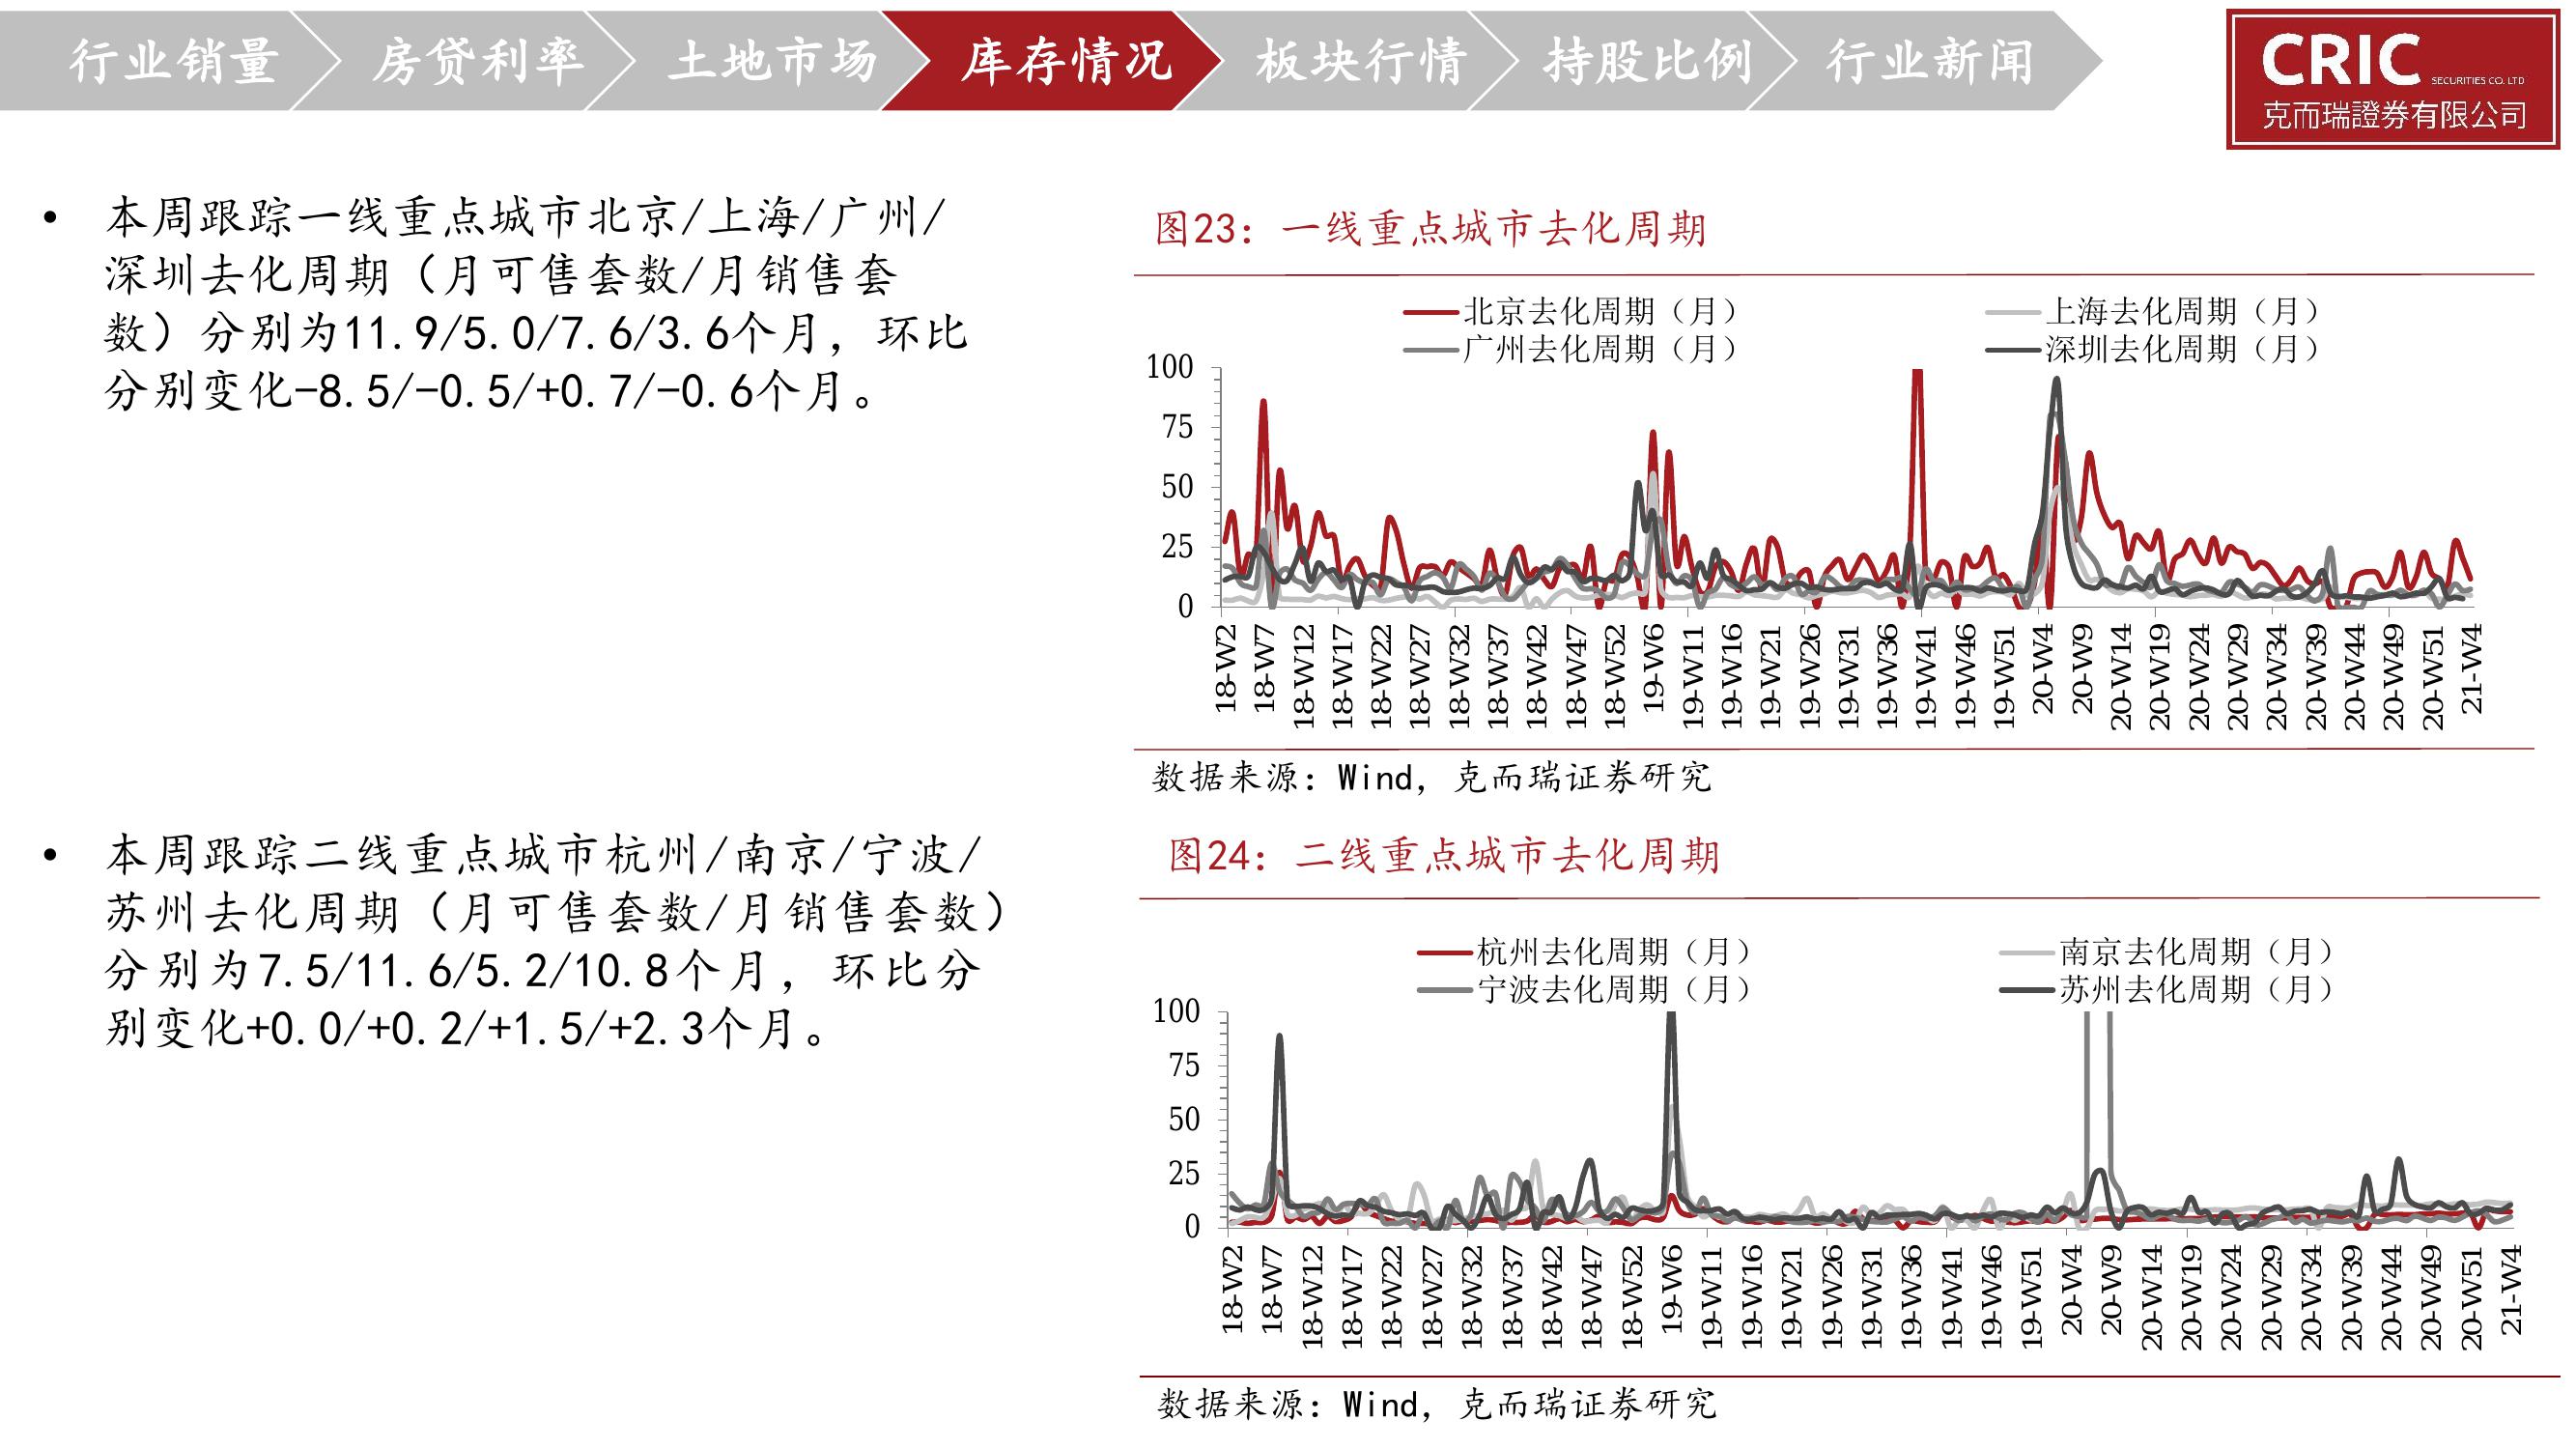 行业销量 房贷利率 土地市场 库存情况 板块行情 持股比例 行业新闻
CRIC SECURITIES CO. LTD
克而瑞證券有限公司
• 本周跟踪一线重点城市北京/上海/广州/
深圳去化周期（月可售套数/月销售套
数）分别为11.9/5.0/7.6/3.6个月，环比
分别变化-8.5/-0.5/+0.7/-0.6个月。
图23：一线重点城市去化周期
北京去化周期（月） 上海去化周期（月）
广州去化周期（月） 深圳去化周期（月）
100
75
50
25
0
18-W2 18-W7 18-W12 18-W17 18-W22 18-W27 18-W32 18-W37 18-W42 18-W47 18-W52 19-W6 19-W11 19-W16 19-W21 19-W26 19-W31 19-W36 19-W41 19-W46 19-W51 20-W4 20-W9 20-W14 20-W19 20-W24 20-W29 20-W34 20-W39 20-W44 20-W49 20-W51 21-W4
数据来源：Wind，克而瑞证券研究
• 本周跟踪二线重点城市杭州/南京/宁波/
苏州去化周期（月可售套数/月销售套数）
分别为7.5/11.6/5.2/10.8个月，环比分
别变化+0.0/+0.2/+1.5/+2.3个月。
图24：二线重点城市去化周期
杭州去化周期（月） 南京去化周期（月）
宁波去化周期（月） 苏州去化周期（月）
100
75
50
25
0
18-W2 18-W7 18-W12 18-W17 18-W22 18-W27 18-W32 18-W37 18-W42 18-W47 18-W52 19-W6 19-W11 19-W16 19-W21 19-W26 19-W31 19-W36 19-W41 19-W46 19-W51 20-W4 20-W9 20-W14 20-W19 20-W24 20-W29 20-W34 20-W39 20-W44 20-W49 20-W51 21-W4
数据来源：Wind，克而瑞证券研究